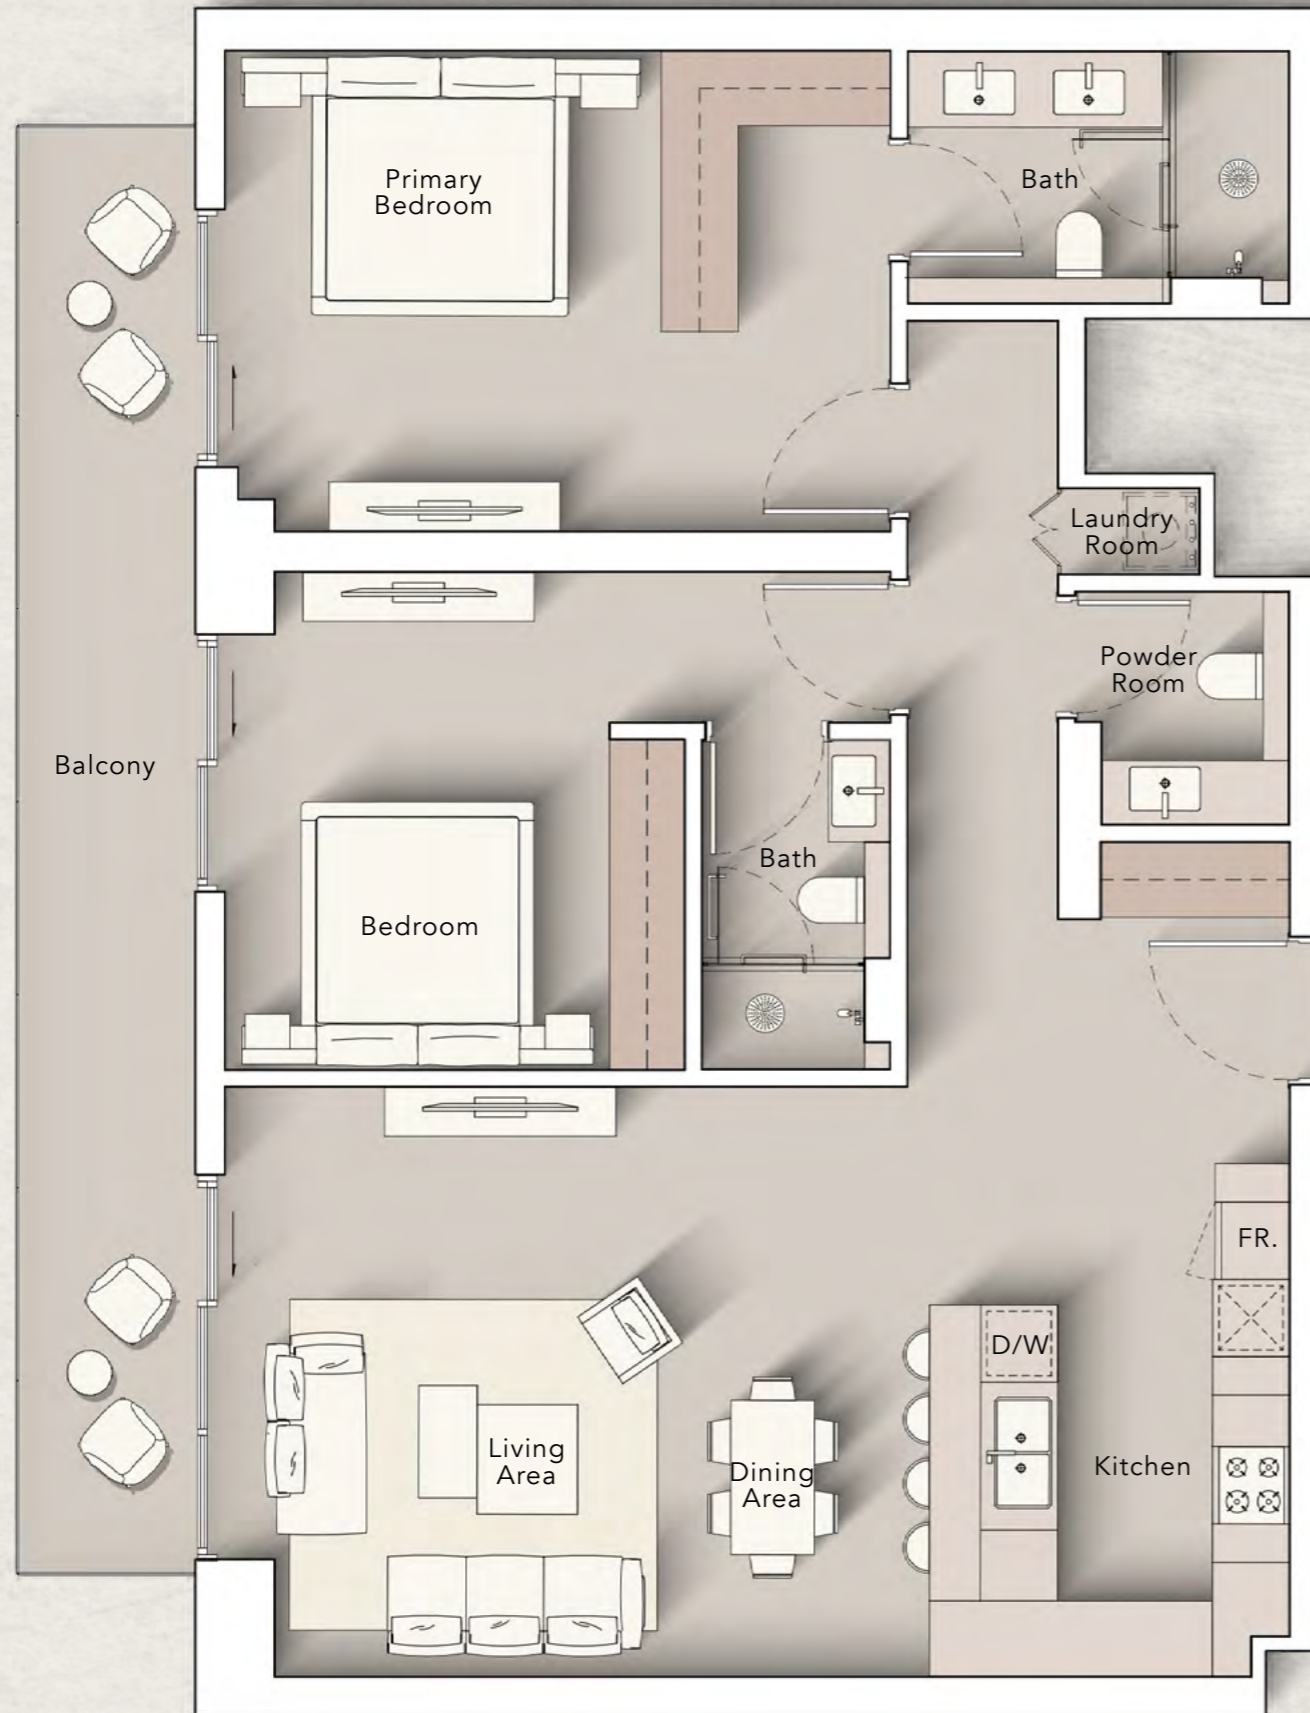 Primary
Bedroom
Bath
Laundry
Room
Powder
Room
Balcony
Bath
Bedroom
FR.
D/W
Living
Area
Dining
Area
Kitchen